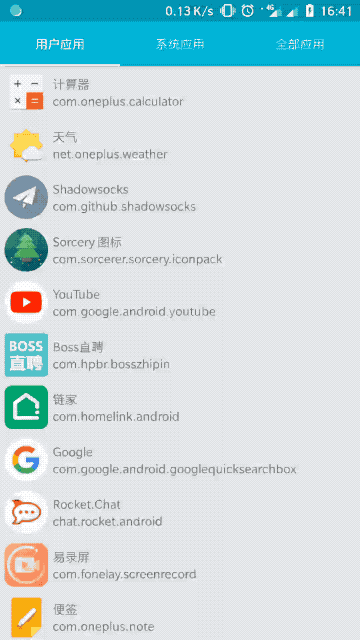 0.13 K/s 4G 16:41
用户应用 系统应用 全部应用
计算器
com.oneplus.calculator
天气
net.oneplus.weather
Shadowsocks
com.github.shadowsocks
Sorcery 图标
com.sorcerer.sorcery.iconpack
YouTube
com.google.android.youtube
BOSS
直聘
Boss直聘
com.hpbr.bosszhipin
链家
com.homelink.android
Google
com.google.android.googlequicksearchbox
Rocket.Chat
chat.rocket.android
易录屏
com.fonelay.screenrecord
便签
com.oneplus.note